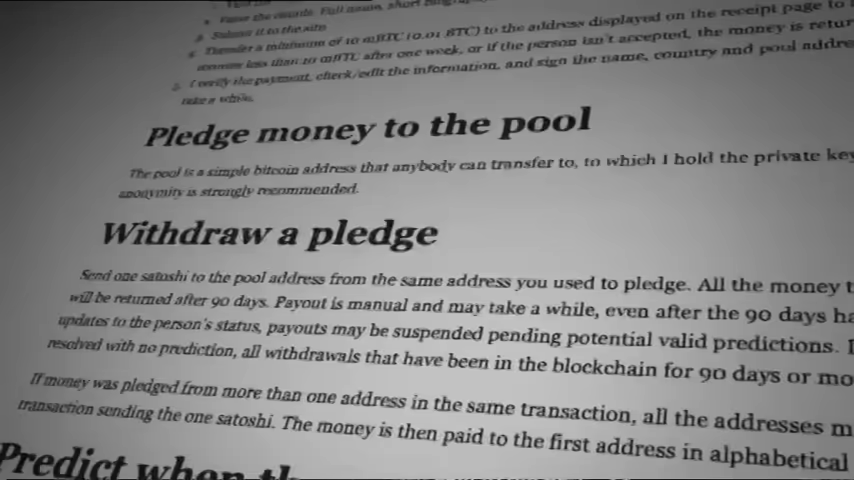 Submit it to the site
Transfer a minimum of 10 mBTC (0.01 BTC) to the address displayed on the receipt page to
less than 10 mBTC after one week, or if the person isn't accepted, the money is retur
I verify the payment, check/edit the information, and sign the name, country and pool addre
take a while.
Pledge money to the pool
The pool is a simple bitcoin address that anybody can transfer to, to which I hold the private key
anonymity is strongly recommended.
Withdraw a pledge
Send one satoshi to the pool address from the same address you used to pledge. All the money t
will be returned after 90 days. Payout is manual and may take a while, even after the 90 days ha
updates to the person's status, payouts may be suspended pending potential valid predictions. I
resolved with no prediction, all withdrawals that have been in the blockchain for 90 days or mo
If money was pledged from more than one address in the same transaction, all the addresses m
transaction sending the one satoshi. The money is then paid to the first address in alphabetical
Predict when th